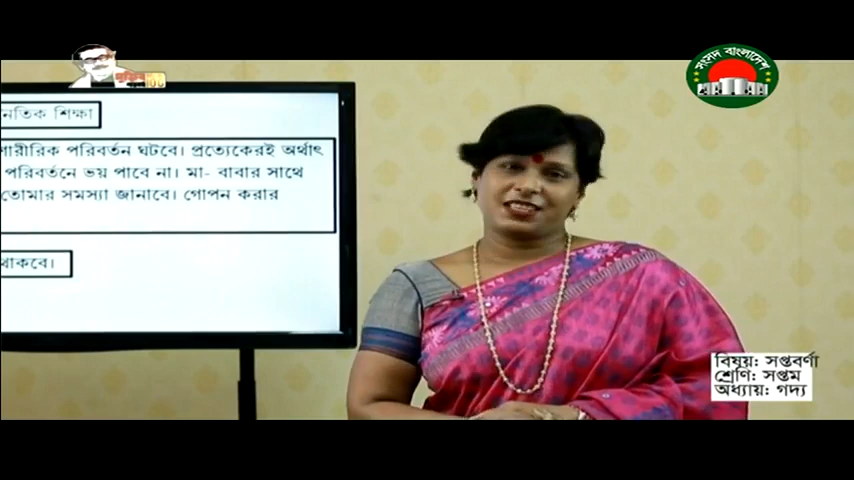 সংসদ বাংলাদেশ
নৈতিক শিক্ষা
শারীরিক পরিবর্তন ঘটবে। প্রত্যেকেরই অর্থাৎ
পরিবর্তনে ভয় পাবে না। মা- বাবার সাথে
তোমার সমস্যা জানাবে। গোপন করার
থাকবে।
বিষয়: সপ্তবর্ণা
শ্রেণি: সপ্তম
অধ্যায়: গদ্য